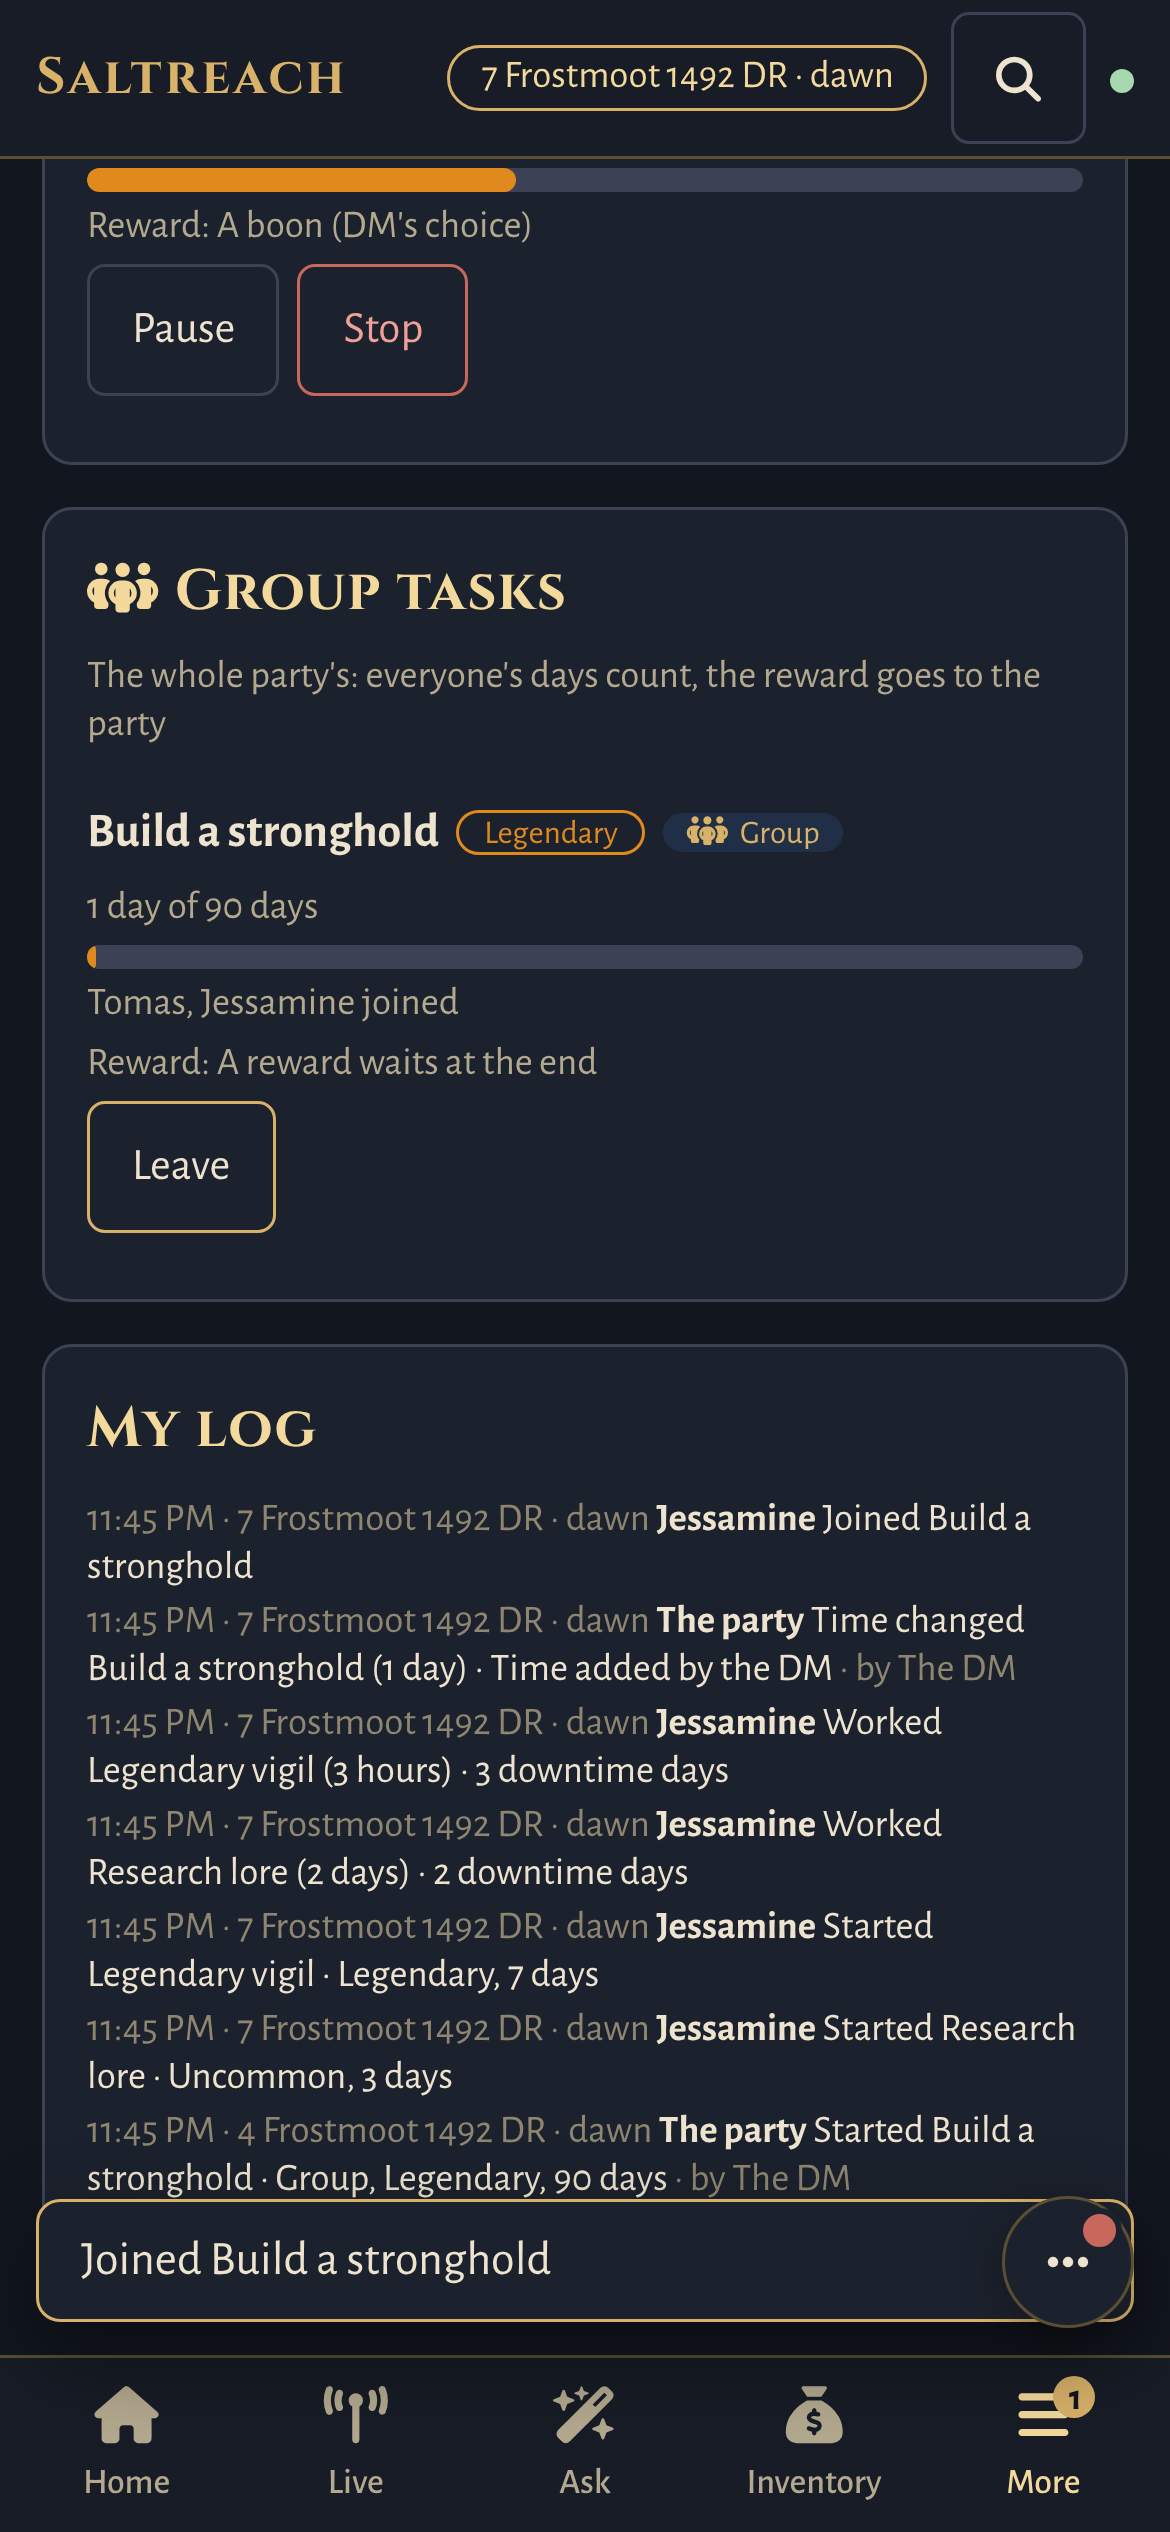 SALTREACH
7 Frostmoot 1492 DR · dawn
Reward: A boon (DM's choice)
Pause
Stop
GROUP TASKS
The whole party's: everyone's days count, the reward goes to the
party
Build a stronghold
Legendary
Group
1 day of 90 days
Tomas, Jessamine joined
Reward: A reward waits at the end
Leave
MY LOG
11:45 PM · 7 Frostmoot 1492 DR · dawn Jessamine Joined Build a
stronghold
11:45 PM · 7 Frostmoot 1492 DR · dawn The party Time changed
Build a stronghold (1 day) · Time added by the DM · by The DM
11:45 PM · 7 Frostmoot 1492 DR · dawn Jessamine Worked
Legendary vigil (3 hours) · 3 downtime days
11:45 PM · 7 Frostmoot 1492 DR · dawn Jessamine Worked
Research lore (2 days) · 2 downtime days
11:45 PM · 7 Frostmoot 1492 DR · dawn Jessamine Started
Legendary vigil · Legendary, 7 days
11:45 PM · 7 Frostmoot 1492 DR · dawn Jessamine Started Research
lore · Uncommon, 3 days
11:45 PM · 4 Frostmoot 1492 DR · dawn The party Started Build a
stronghold · Group, Legendary, 90 days · by The DM
Joined Build a stronghold
Home
Live
Ask
Inventory
1
More